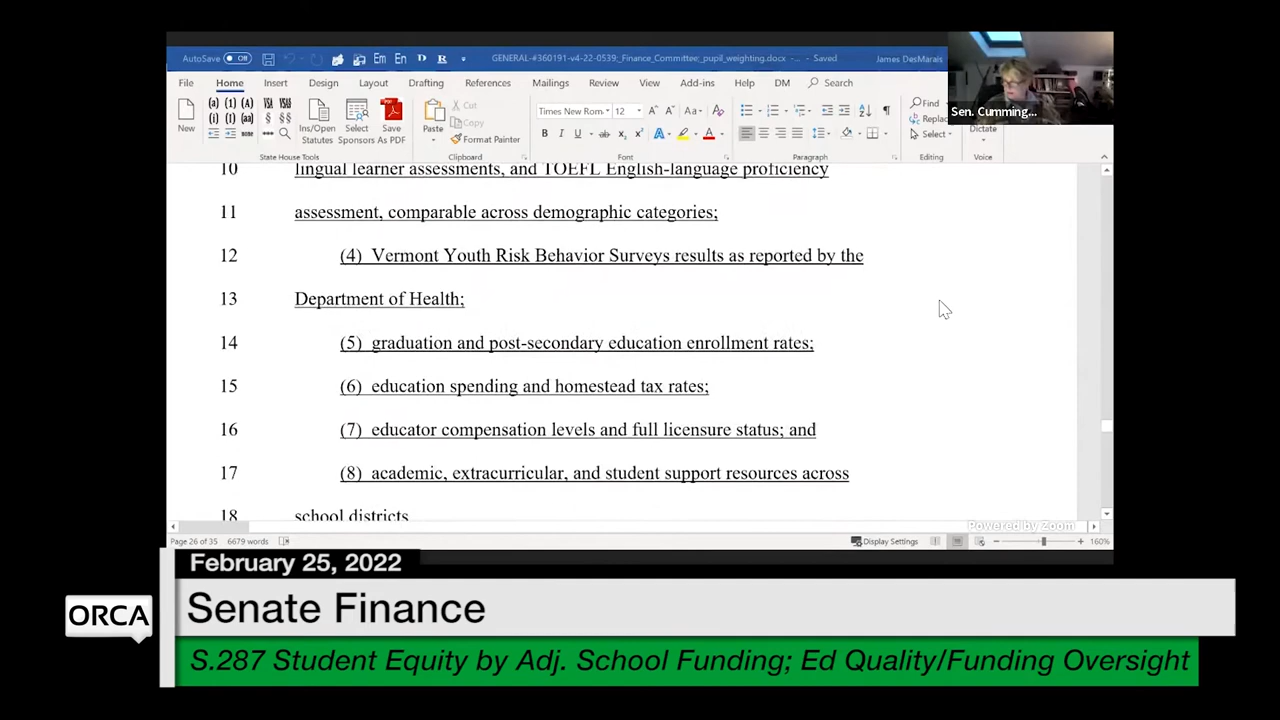 AutoSave Off GENERAL-#360191-v4-22-0539:_Finance_Committee;_pupil_weighting.docx - Saved James DesMarais
File Home Insert Design Layout Drafting References Mailings Review View Add-ins Help DM Search
Sen. Cumming...
New Ins/Open Statutes Select Sponsors Save As PDF Paste Cut Copy Format Painter Times New Rom 12 Find Replac Select Dictate
State House Tools Clipboard Font Paragraph Editing Voice
10 lingual learner assessments, and TOEFL English-language proficiency
11 assessment, comparable across demographic categories;
12 (4) Vermont Youth Risk Behavior Surveys results as reported by the
13 Department of Health;
14 (5) graduation and post-secondary education enrollment rates;
15 (6) education spending and homestead tax rates;
16 (7) educator compensation levels and full licensure status; and
17 (8) academic, extracurricular, and student support resources across
18 school districts
Powered by Zoom
Page 26 of 35 6679 words Display Settings 160%
February 25, 2022
ORCA
Senate Finance
S.287 Student Equity by Adj. School Funding; Ed Quality/Funding Oversight